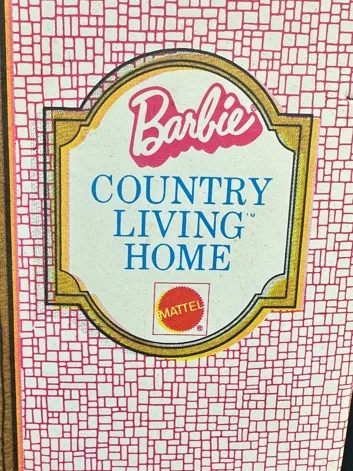 Barbie®
COUNTRY
LIVING™
HOME
MATTEL
®